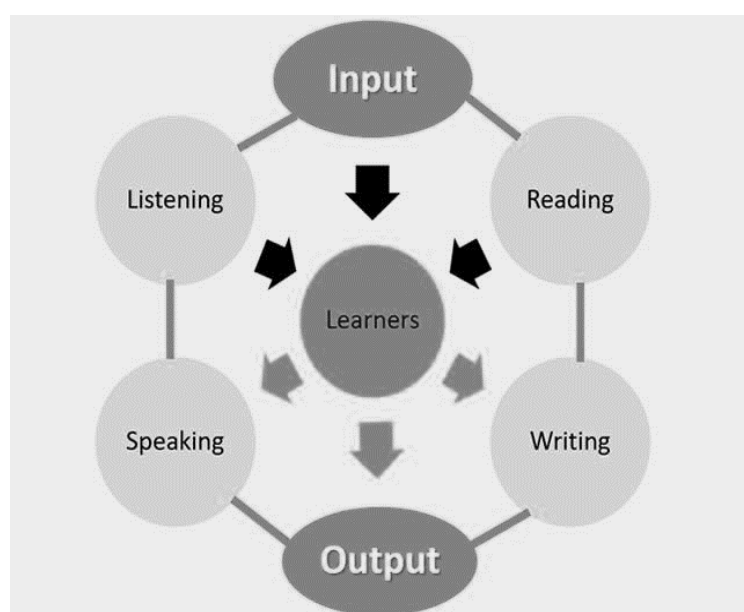 Input
Listening
Reading
Learners
Speaking
Writing
Output